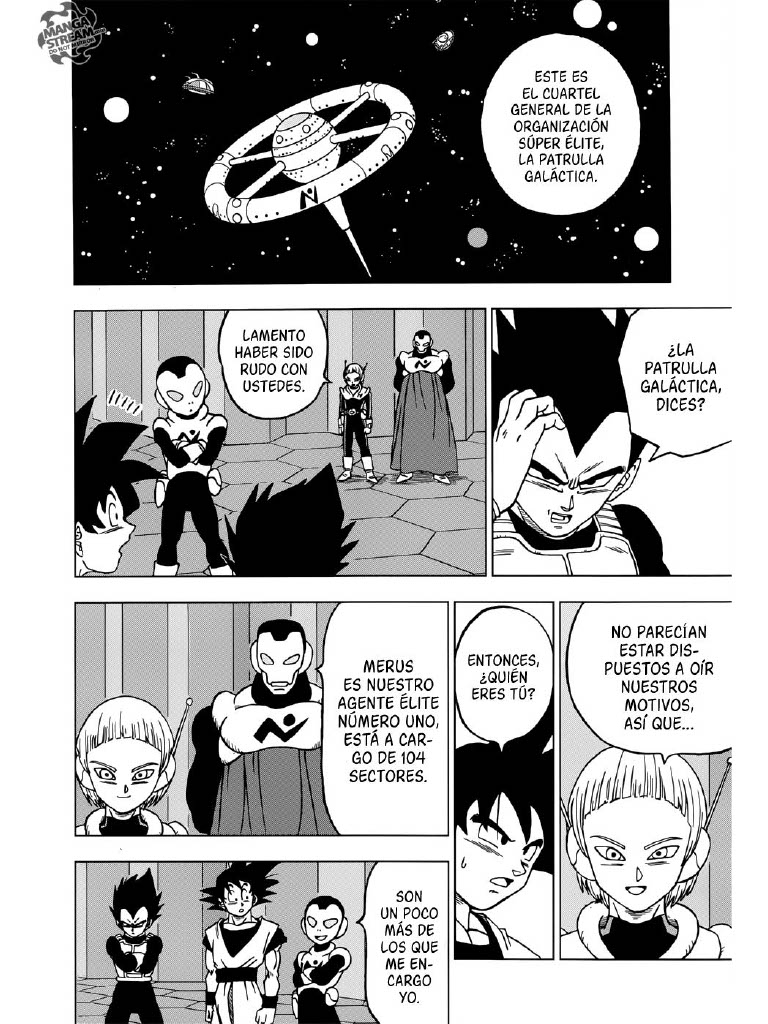 MANGA
STREAM.com
DO NOT
ESTE ES
EL CUARTEL
GENERAL DE LA
ORGANIZACIÓN
SÚPER ÉLITE,
LA PATRULLA
GALÁCTICA.
¿LA
PATRULLA
GALÁCTICA,
DICES?
LAMENTO
HABER SIDO
RUDO CON
USTEDES.
NO PARECÍAN
ESTAR DIS-
PUESTOS A OÍR
NUESTROS
MOTIVOS,
ASÍ QUE...
ENTONCES,
¿QUIÉN
ERES TÚ?
MERUS
ES NUESTRO
AGENTE ÉLITE
NÚMERO UNO,
ESTÁ A CAR-
GO DE 104
SECTORES.
SON
UN POCO
MÁS DE
LOS QUE
ME EN-
CARGO
YO.